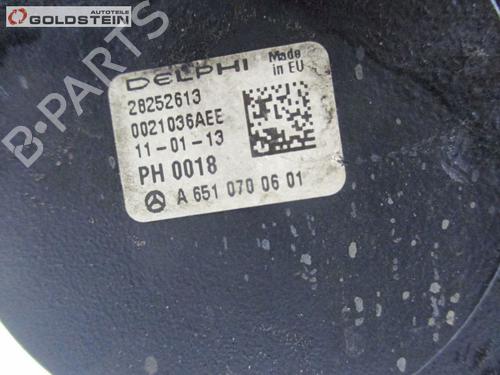 AUTOTEILE
GOLDSTEIN
B-Parts
DELPHI
Made
in EU
28252613
0021036AEE
11-01-13
PH 0018
A 651 070 06 01